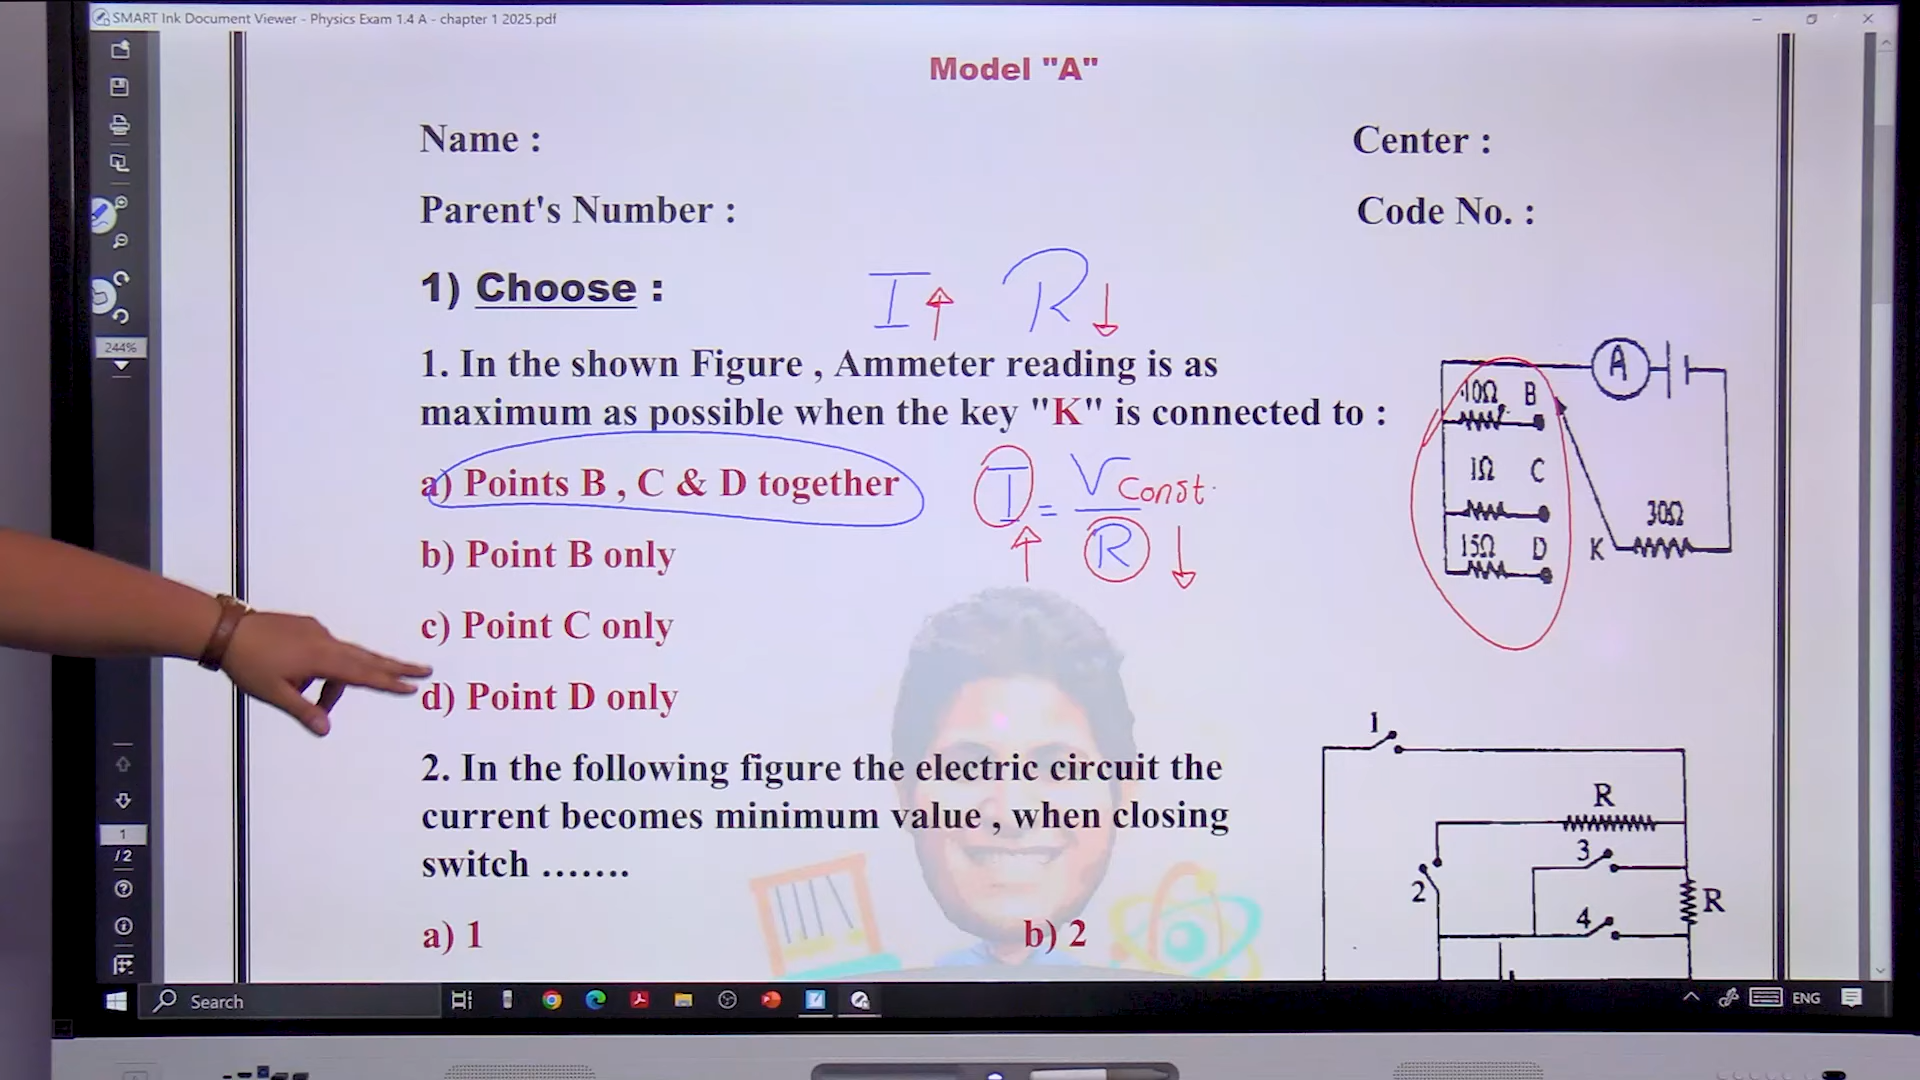 SMART Ink Document Viewer - Physics Exam 1.4 A - chapter 1 2025.pdf
Model "A"
Name :
Center :
Parent's Number :
Code No. :
1) Choose :
I R
244%
1. In the shown Figure , Ammeter reading is as
maximum as possible when the key "K" is connected to :
a) Points B , C & D together
I = V Const.
R
b) Point B only
c) Point C only
d) Point D only
A
10Ω B
1Ω C
15Ω D
K
30Ω
2. In the following figure the electric circuit the
current becomes minimum value , when closing
switch .......
a) 1
b) 2
1
R
3
2
R
4
1
/ 2
Search
ENG